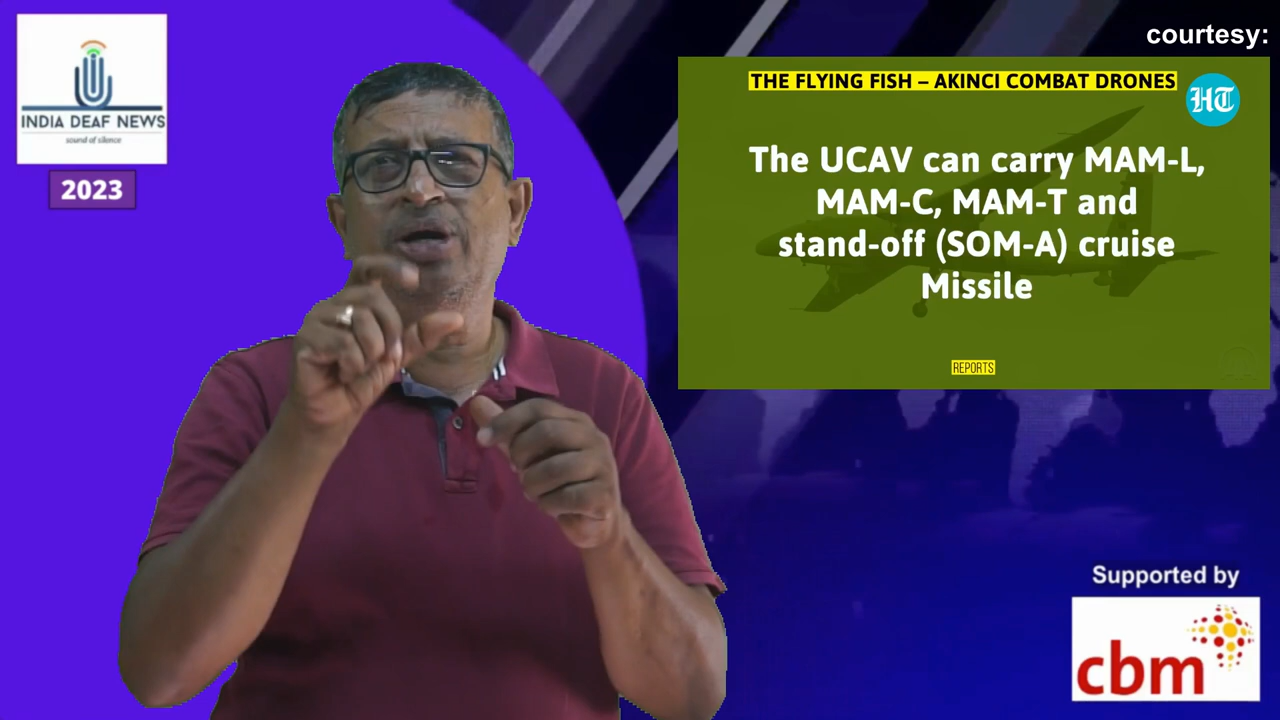 INDIA DEAF NEWS
sound of silence
2023
courtesy:
THE FLYING FISH – AKINCI COMBAT DRONES
HT
The UCAV can carry MAM-L,
MAM-C, MAM-T and
stand-off (SOM-A) cruise
Missile
REPORTS
Supported by
cbm